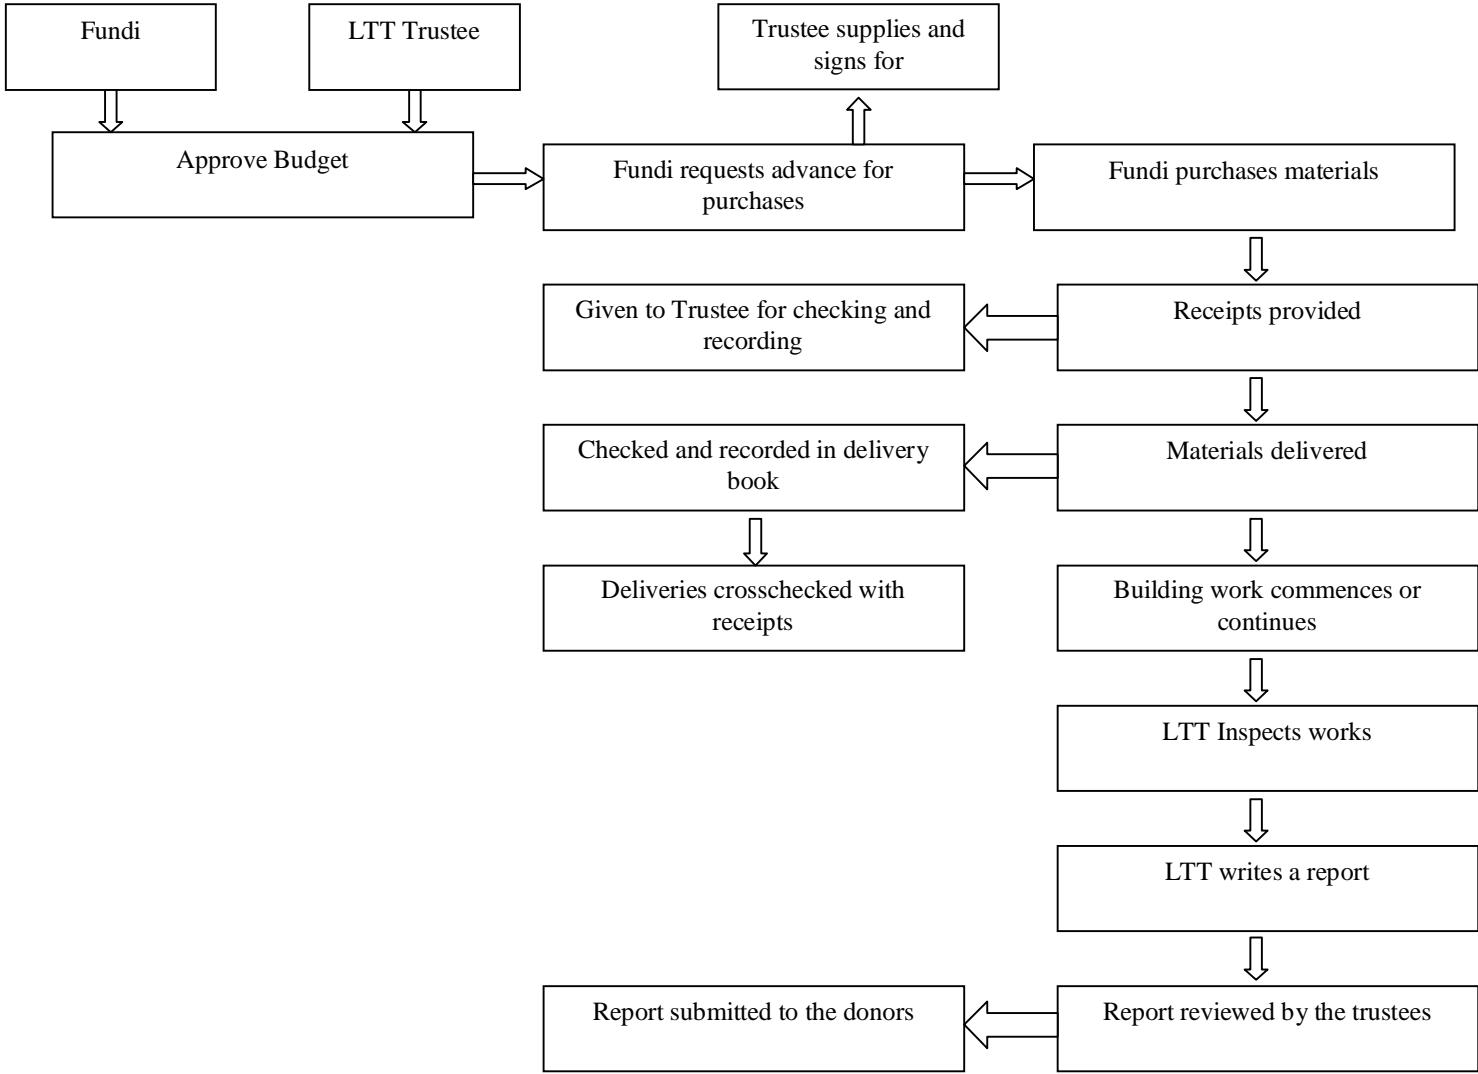 Fundi
LTT Trustee
Trustee supplies and
signs for
Approve Budget
Fundi requests advance for
purchases
Fundi purchases materials
Given to Trustee for checking and
recording
Receipts provided
Checked and recorded in delivery
book
Materials delivered
Deliveries crosschecked with
receipts
Building work commences or
continues
LTT Inspects works
LTT writes a report
Report submitted to the donors
Report reviewed by the trustees